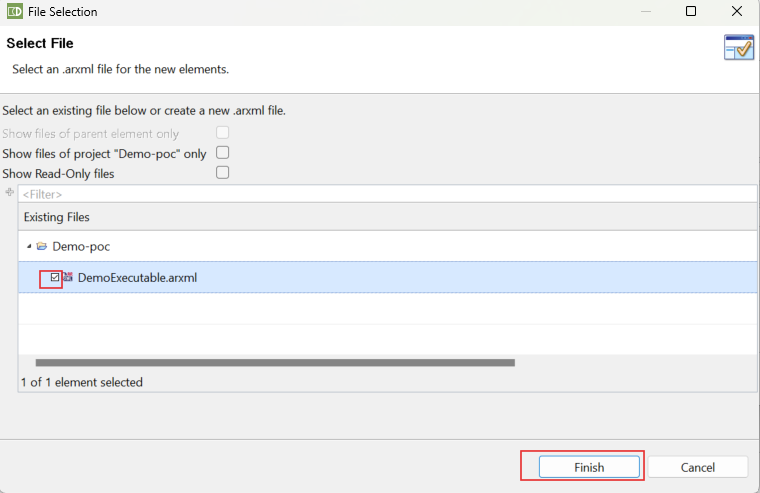 File Selection
Select File
Select an .arxml file for the new elements.
Select an existing file below or create a new .arxml file.
Show files of parent element only
Show files of project "Demo-poc" only
Show Read-Only files
<Filter>
Existing Files
Demo-poc
DemoExecutable.arxml
1 of 1 element selected
Finish Cancel